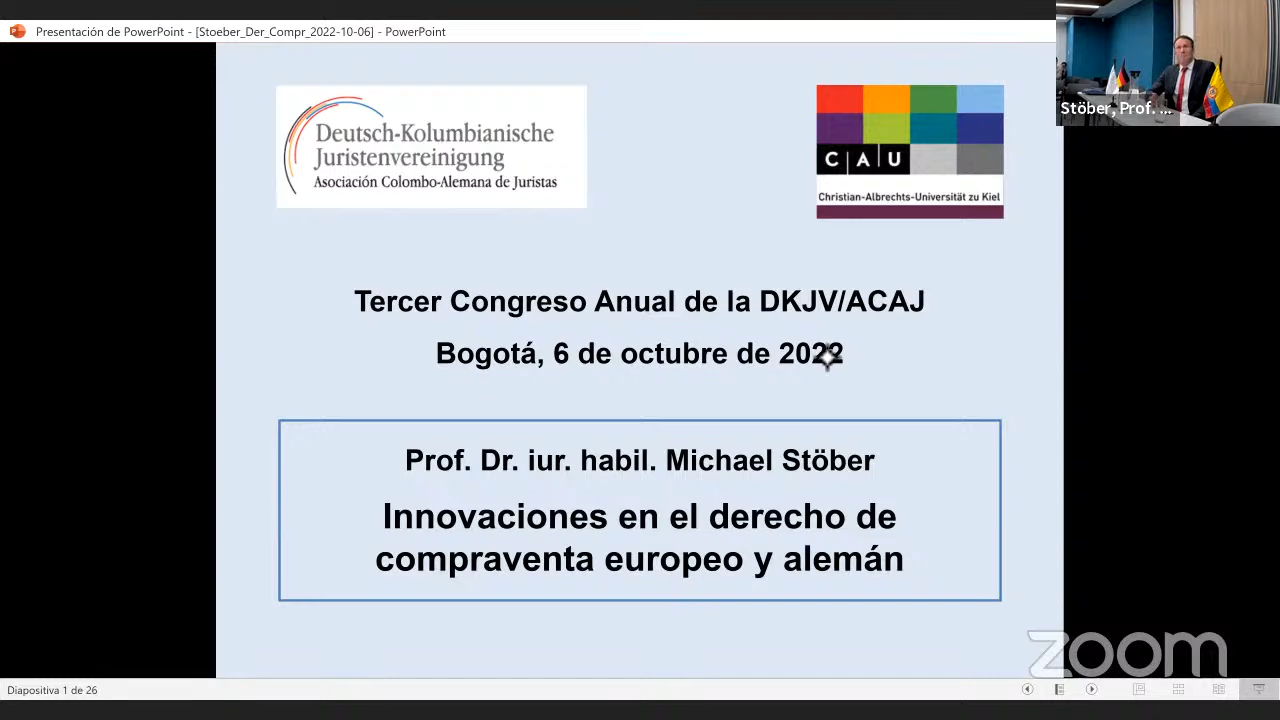 Presentación de PowerPoint - [Stoeber_Der_Compr_2022-10-06] - PowerPoint
Stöber, Prof. ...
Deutsch-Kolumbianische
Juristenvereinigung
Asociación Colombo-Alemana de Juristas
CAU
Christian-Albrechts-Universität zu Kiel
Tercer Congreso Anual de la DKJV/ACAJ
Bogotá, 6 de octubre de 2022
Prof. Dr. iur. habil. Michael Stöber
Innovaciones en el derecho de
compraventa europeo y alemán
zoom
Diapositiva 1 de 26